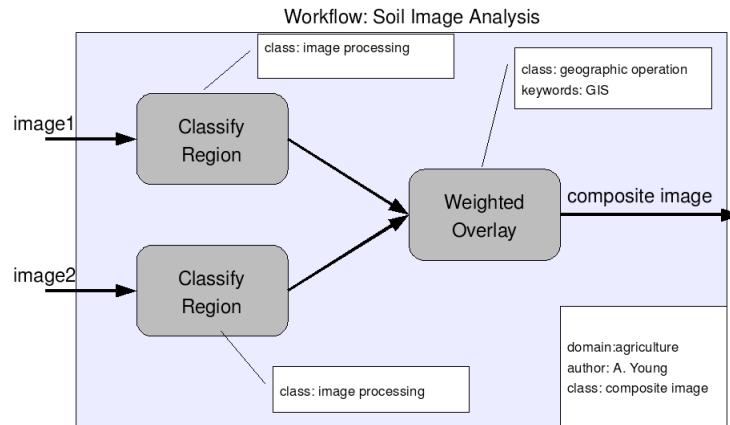 Workflow: Soil Image Analysis
class: image processing
class: geographic operation
keywords: GIS
image1
Classify
Region
Weighted
Overlay
composite image
image2
Classify
Region
class: image processing
domain:agriculture
author: A. Young
class: composite image